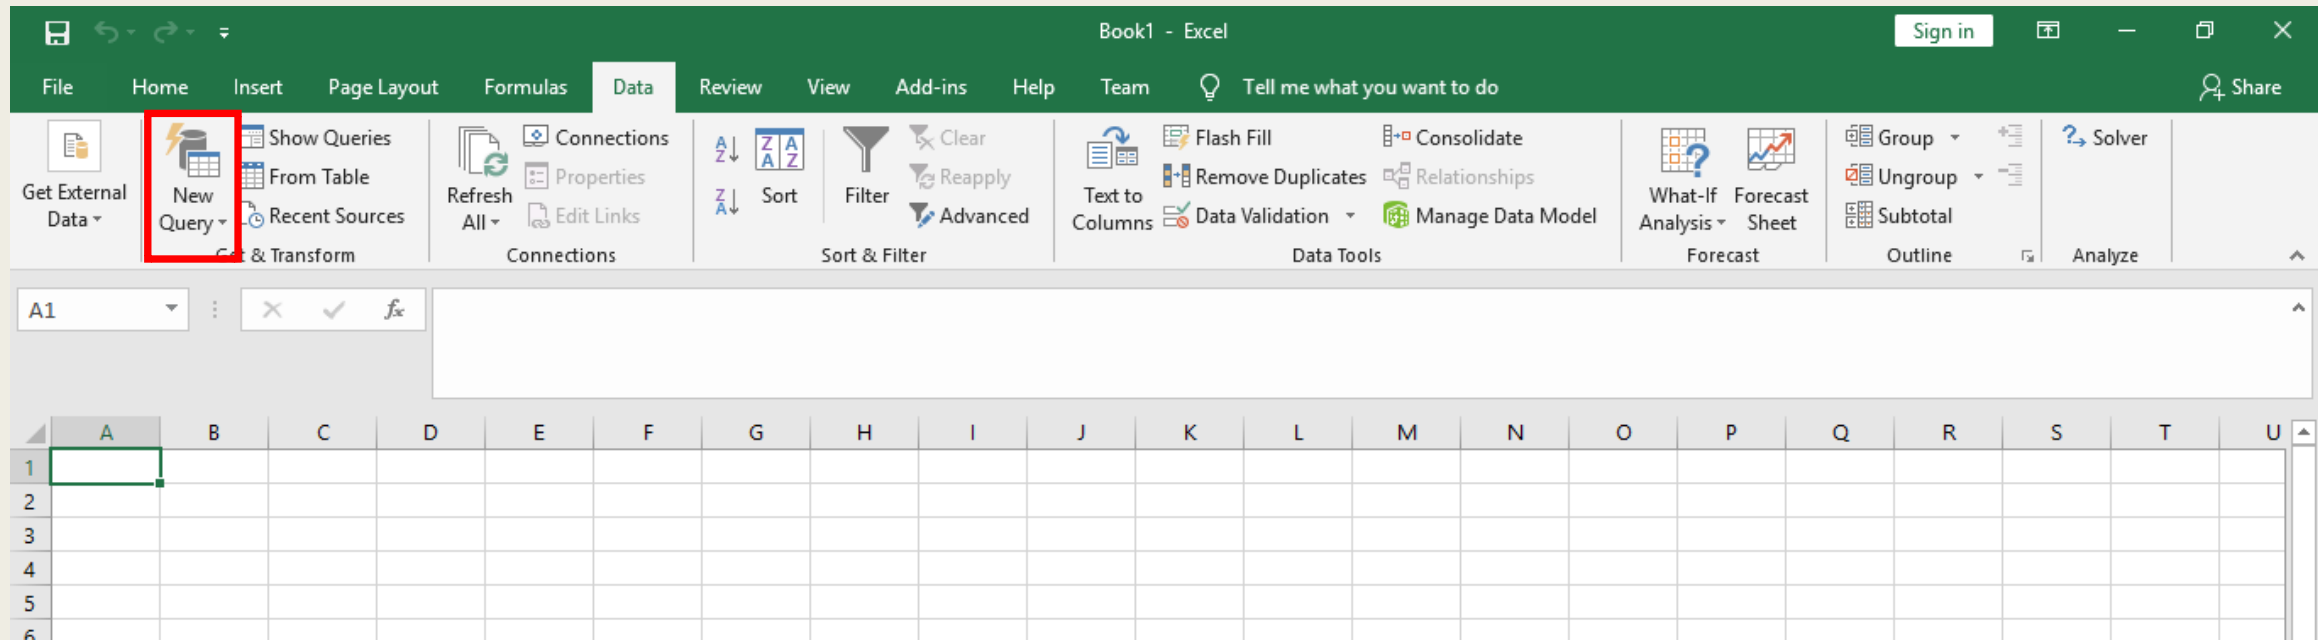 Book1 - Excel
Sign in
File Home Insert Page Layout Formulas Data Review View Add-ins Help Team Tell me what you want to do Share
Get External Data
New Query
Show Queries
From Table
Recent Sources
Get & Transform
Refresh All
Connections
Properties
Edit Links
Connections
Sort
Filter
Clear
Reapply
Advanced
Sort & Filter
Text to Columns
Flash Fill
Remove Duplicates
Data Validation
Consolidate
Relationships
Manage Data Model
Data Tools
What-If Analysis
Forecast Sheet
Forecast
Group
Ungroup
Subtotal
Outline
Solver
Analyze
A1
fx
A B C D E F G H I J K L M N O P Q R S T U
1
2
3
4
5
6